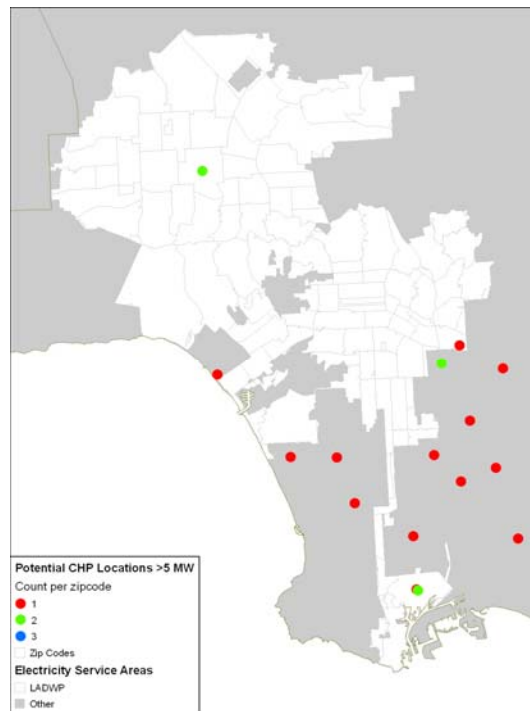 Potential CHP Locations >5 MW
Count per zipcode
1
2
3
Zip Codes
Electricity Service Areas
LADWP
Other